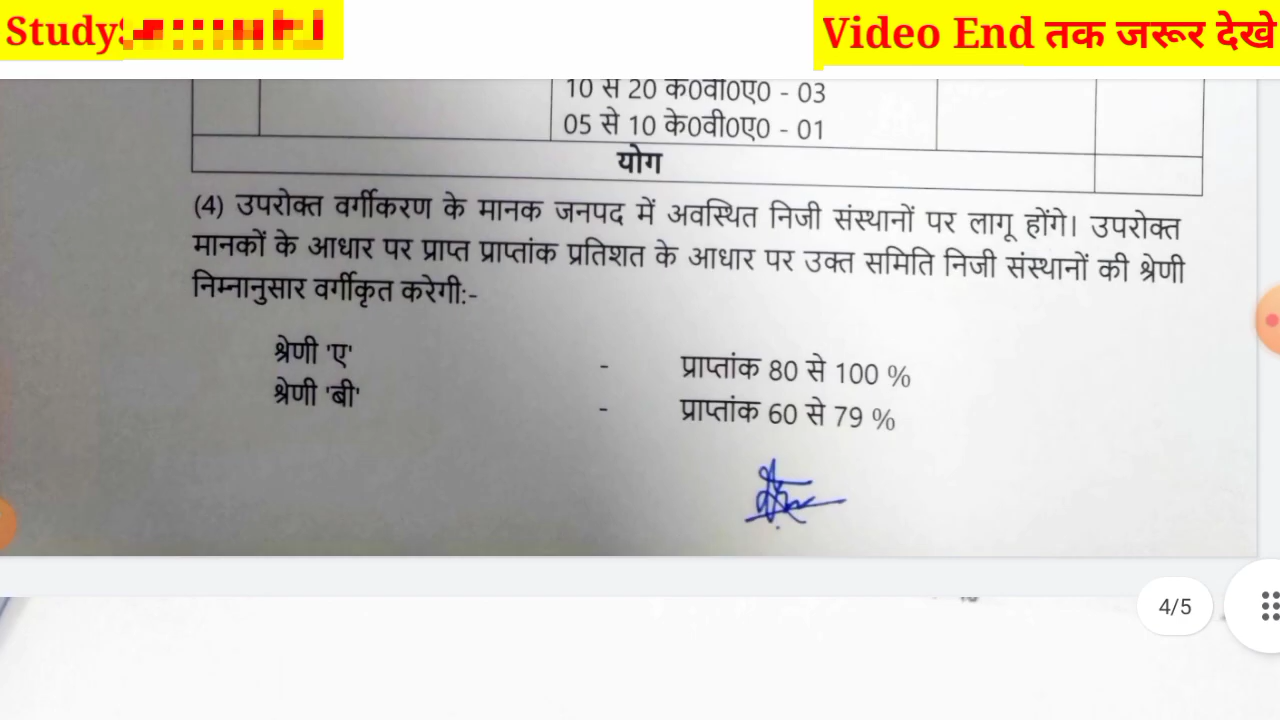 Study
Video End तक जरूर देखे
10 से 20 के0वी0ए0 - 03
05 से 10 के0वी0ए0 - 01
योग
(4) उपरोक्त वर्गीकरण के मानक जनपद में अवस्थित निजी संस्थानों पर लागू होंगे। उपरोक्त
मानकों के आधार पर प्राप्त प्राप्तांक प्रतिशत के आधार पर उक्त समिति निजी संस्थानों की श्रेणी
निम्नानुसार वर्गीकृत करेगी:-
श्रेणी 'ए' - प्राप्तांक 80 से 100 %
श्रेणी 'बी' - प्राप्तांक 60 से 79 %
4/5